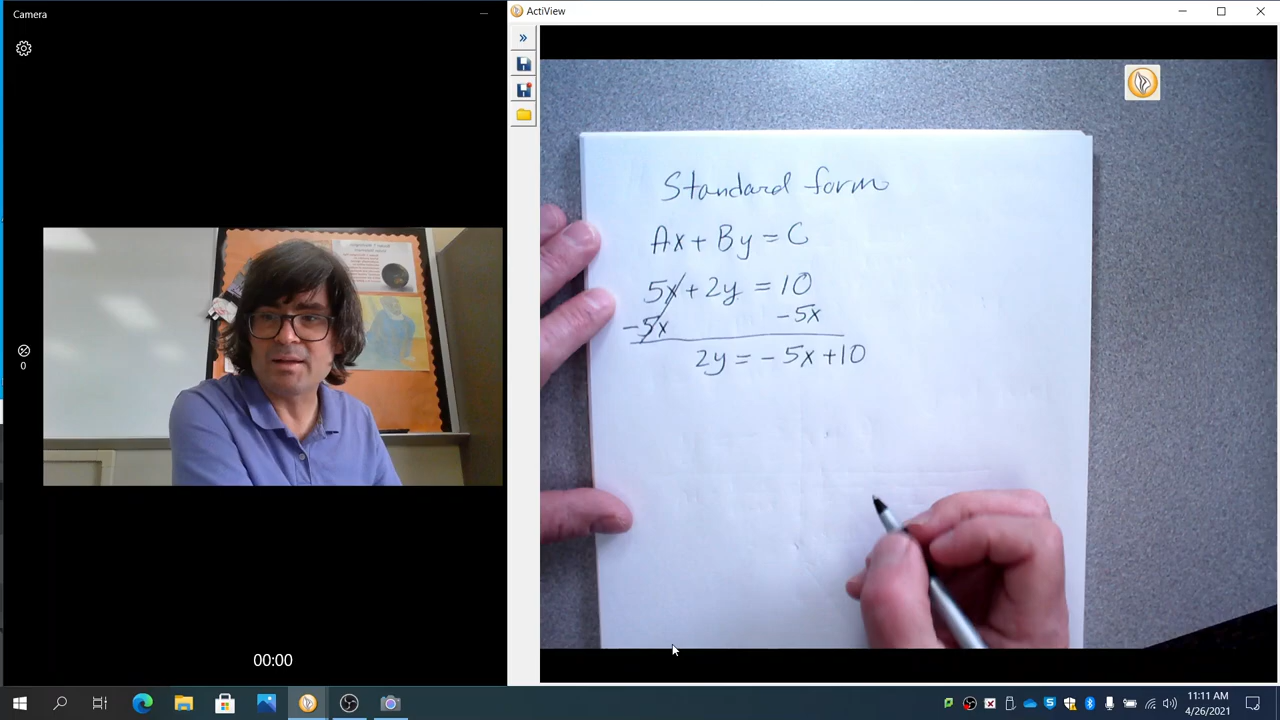 Camera
ActiView
Standard form
Ax + By = C
5x + 2y = 10
-5x -5x
2y = -5x +10
0
00:00
11:11 AM
4/26/2021